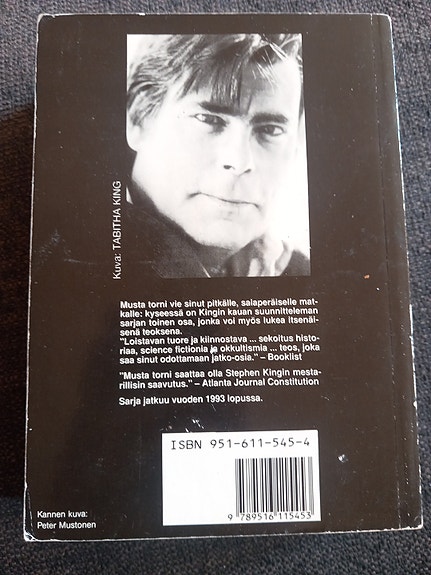 Kuva: TABITHA KING
Musta torni vie sinut pitkälle, salaperäiselle mat-
kalle: kyseessä on Kingin kauan suunnitteleman
sarjan toinen osa, jonka voi myös lukea itsenäi-
senä teoksena.
"Loistavan tuore ja kiinnostava ... sekoitus histo-
riaa, science fictionia ja okkultismia ... teos, joka
saa sinut odottamaan jatko-osia." – Booklist
"Musta torni saattaa olla Stephen Kingin mesta-
rillisin saavutus." – Atlanta Journal Constitution
Sarja jatkuu vuoden 1993 lopussa.
ISBN 951-611-545-4
9 789516 115453
Kannen kuva:
Peter Mustonen